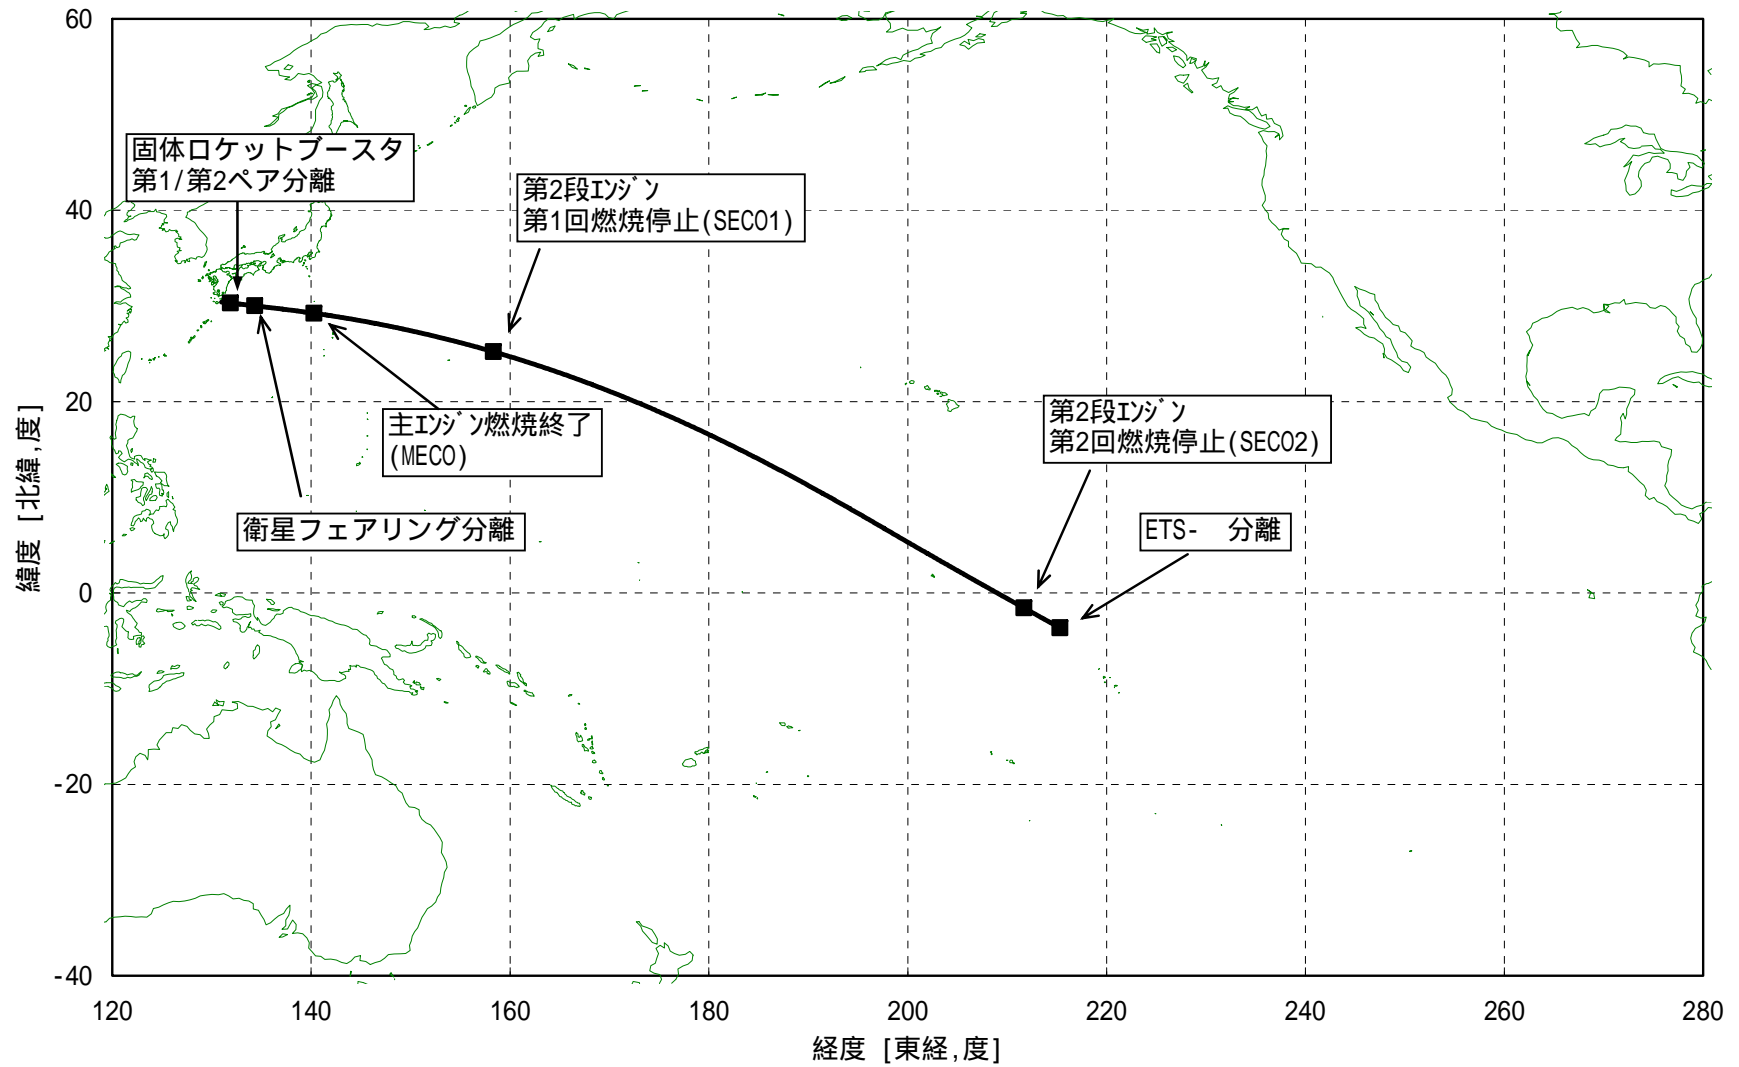 60
40
20
0
-20
-40
緯度 [北緯,度]
固体ロケットブースタ
第1/第2ペア分離
第2段ｴﾝｼﾞﾝ
第1回燃焼停止(SECO1)
主ｴﾝｼﾞﾝ燃焼終了
(MECO)
衛星フェアリング分離
第2段ｴﾝｼﾞﾝ
第2回燃焼停止(SECO2)
ETS-　分離
120 140 160 180 200 220 240 260 280
経度 [東経,度]